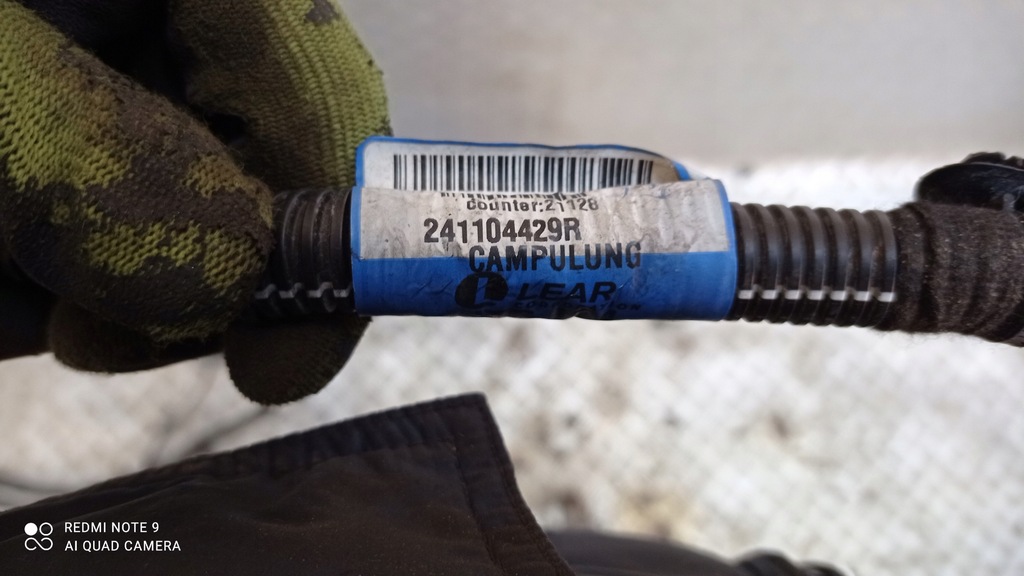 counter:21128
241104429R
CAMPULUNG
LEAR
REDMI NOTE 9
AI QUAD CAMERA